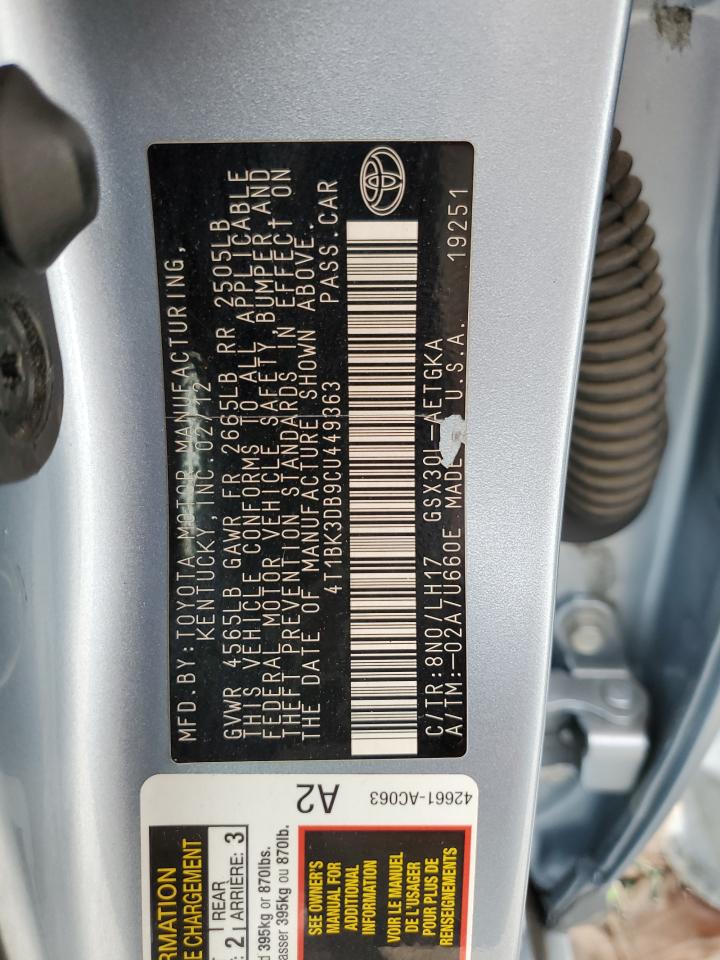 MFD.BY:TOYOTA MOTOR MANUFACTURING,
KENTUCKY, INC 02/12
GVWR 4565LB GAWR FR 2665LB RR 2505LB
THIS VEHICLE CONFORMS TO ALL APPLICABLE
FEDERAL MOTOR VEHICLE SAFETY,BUMPER,AND
THEFT PREVENTION STANDARDS IN EFFECT ON
THE DATE OF MANUFACTURE SHOWN ABOVE.
4T1BK3DB9CU449363 PASS.CAR
C/TR:8N0/LH17 GSX30L-AETGKA
A/TM:-02A/U660E MADE U.S.A. 19251
A2
42661-AC063
2 REAR
2 ARRIÈRE: 3
395kg or 870lbs.
395kg ou 870lb.
SEE OWNER'S
MANUAL FOR
ADDITIONAL
INFORMATION
VOIR LE MANUEL
DE L'USAGER
POUR PLUS DE
RENSEIGNEMENTS